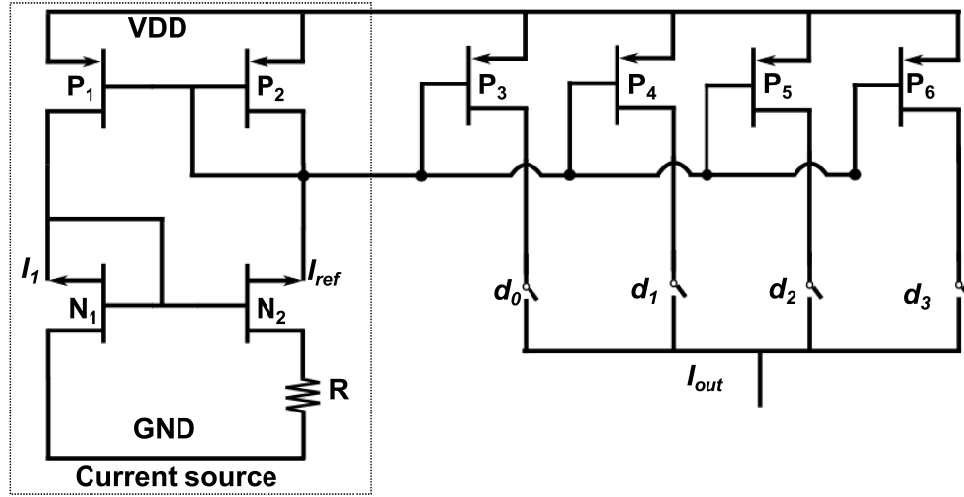 VDD
P1 P2 P3 P4 P5 P6
I1 Iref
N1 N2
d0 d1 d2 d3
R
Iout
GND
Current source